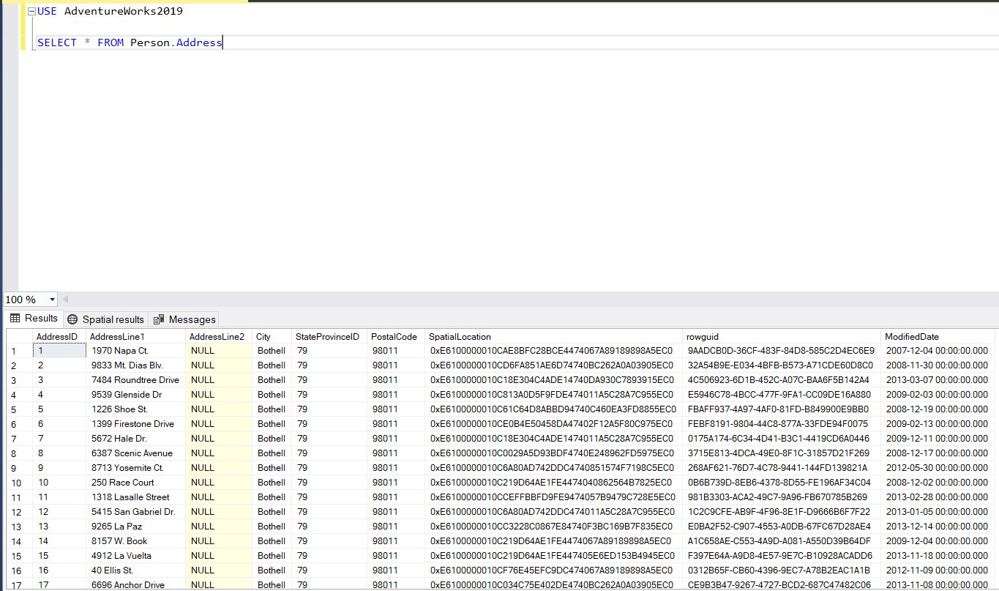 USE AdventureWorks2019
SELECT * FROM Person.Address
100 %
Results Spatial results Messages
AddressID AddressLine1 AddressLine2 City StateProvinceID PostalCode SpatialLocation rowguid ModifiedDate
1 1 1970 Napa Ct. NULL Bothell 79 98011 0xE6100000010CAE8BFC28BCE4474067A89189898A5EC0 9AADCB0D-36CF-483F-84D8-585C2D4EC6E9 2007-12-04 00:00:00.000
2 2 9833 Mt. Dias Blv. NULL Bothell 79 98011 0xE6100000010CD6FA851AE6D74740BC262A0A03905EC0 32A54B9E-E034-4BFB-B573-A71CDE60D8C0 2008-11-30 00:00:00.000
3 3 7484 Roundtree Drive NULL Bothell 79 98011 0xE6100000010C18E304C4ADE14740DA930C7893915EC0 4C506923-6D1B-452C-A07C-BAA6F5B142A4 2013-03-07 00:00:00.000
4 4 9539 Glenside Dr NULL Bothell 79 98011 0xE6100000010C813A0D5F9FDE474011A5C28A7C955EC0 E5946C78-4BCC-477F-9FA1-CC09DE16A880 2009-02-03 00:00:00.000
5 5 1226 Shoe St. NULL Bothell 79 98011 0xE6100000010C61C64D8ABBD94740C460EA3FD8855EC0 FBAFF937-4A97-4AF0-81FD-B849900E9BB0 2008-12-19 00:00:00.000
6 6 1399 Firestone Drive NULL Bothell 79 98011 0xE6100000010CE0B4E50458DA47402F12A5F80C975EC0 FEBF8191-9804-44C8-877A-33FDE94F0075 2009-02-13 00:00:00.000
7 7 5672 Hale Dr. NULL Bothell 79 98011 0xE6100000010C18E304C4ADE1474011A5C28A7C955EC0 0175A174-6C34-4D41-B3C1-4419CD6A0446 2009-12-11 00:00:00.000
8 8 6387 Scenic Avenue NULL Bothell 79 98011 0xE6100000010C0029A5D93BDF4740E248962FD5975EC0 3715E813-4DCA-49E0-8F1C-31857D21F269 2008-12-17 00:00:00.000
9 9 8713 Yosemite Ct. NULL Bothell 79 98011 0xE6100000010C6A80AD742DDC4740851574F7198C5EC0 268AF621-76D7-4C78-9441-144FD139821A 2012-05-30 00:00:00.000
10 10 250 Race Court NULL Bothell 79 98011 0xE6100000010C219D64AE1FE4474040862564B7825EC0 0B6B739D-8EB6-4378-8D55-FE196AF34C04 2008-12-02 00:00:00.000
11 11 1318 Lasalle Street NULL Bothell 79 98011 0xE6100000010CCEFFBBFD9FE9474057B9479C728E5EC0 981B3303-ACA2-49C7-9A96-FB670785B269 2013-02-28 00:00:00.000
12 12 5415 San Gabriel Dr. NULL Bothell 79 98011 0xE6100000010C6A80AD742DDC474011A5C28A7C955EC0 1C2C9CFE-AB9F-4F96-8E1F-D9666B6F7F22 2013-01-05 00:00:00.000
13 13 9265 La Paz NULL Bothell 79 98011 0xE6100000010CC3228C0867E84740F3BC169B7F835EC0 E0BA2F52-C907-4553-A0DB-67FC67D28AE4 2013-12-14 00:00:00.000
14 14 8157 W. Book NULL Bothell 79 98011 0xE6100000010C219D64AE1FE4474067A89189898A5EC0 A1C658AE-C553-4A9D-A081-A550D39B64DF 2009-12-04 00:00:00.000
15 15 4912 La Vuelta NULL Bothell 79 98011 0xE6100000010C219D64AE1FE447405E6ED153B4945EC0 F397E64A-A9D8-4E57-9E7C-B10928ACADD6 2013-11-18 00:00:00.000
16 16 40 Ellis St. NULL Bothell 79 98011 0xE6100000010CF76E45EFC9DC474067A89189898A5EC0 0312B65F-CB60-4396-9EC7-A78B2EAC1A1B 2012-11-09 00:00:00.000
17 17 6696 Anchor Drive NULL Bothell 79 98011 0xE6100000010C034C75E402DE4740BC262A0A03905EC0 CE9B3B47-9267-4727-BCD2-687C47482C06 2013-11-08 00:00:00.000